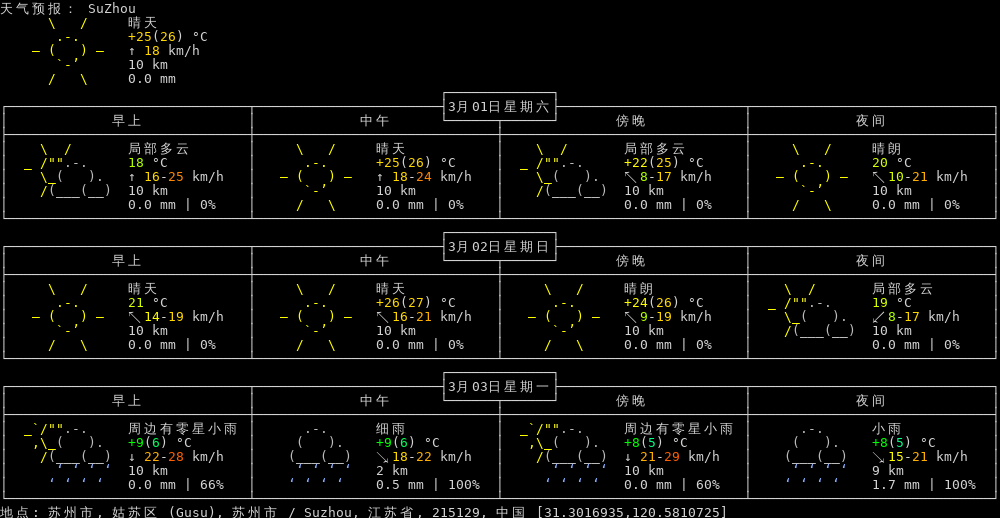 天气预报： SuZhou
晴天
+25(26) °C
↑ 18 km/h
10 km
0.0 mm
3月01日星期六
早上 中午 傍晚 夜间
局部多云 晴天 局部多云 晴朗
18 °C +25(26) °C +22(25) °C 20 °C
↑ 16-25 km/h ↑ 18-24 km/h ↖ 8-17 km/h ↖ 10-21 km/h
10 km 10 km 10 km 10 km
0.0 mm | 0% 0.0 mm | 0% 0.0 mm | 0% 0.0 mm | 0%
3月02日星期日
早上 中午 傍晚 夜间
晴天 晴天 晴朗 局部多云
21 °C +26(27) °C +24(26) °C 19 °C
↖ 14-19 km/h ↖ 16-21 km/h ↖ 9-19 km/h ↙ 8-17 km/h
10 km 10 km 10 km 10 km
0.0 mm | 0% 0.0 mm | 0% 0.0 mm | 0% 0.0 mm | 0%
3月03日星期一
早上 中午 傍晚 夜间
周边有零星小雨 细雨 周边有零星小雨 小雨
+9(6) °C +9(6) °C +8(5) °C +8(5) °C
↓ 22-28 km/h ↘ 18-22 km/h ↓ 21-29 km/h ↘ 15-21 km/h
10 km 2 km 10 km 9 km
0.0 mm | 66% 0.5 mm | 100% 0.0 mm | 60% 1.7 mm | 100%
地点: 苏州市, 姑苏区 (Gusu), 苏州市 / Suzhou, 江苏省, 215129, 中国 [31.3016935,120.5810725]